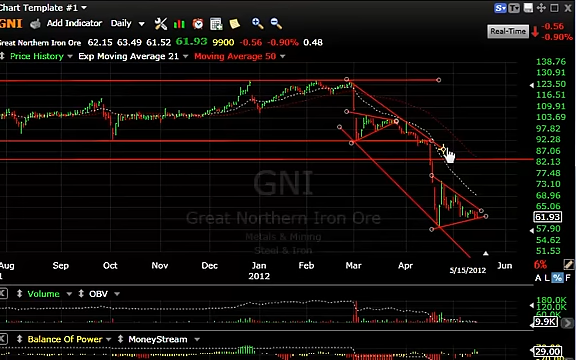 Chart Template #1
GNI Add Indicator Daily
Great Northern Iron Ore 62.15 63.49 61.52 61.93 9900 -0.56 -0.90% 0.48
Real-Time
-0.56
-0.90%
Price History Exp Moving Average 21 Moving Average 50
138.76
130.91
123.50
116.51
109.91
103.69
97.82
92.28
87.06
82.13
77.48
73.10
68.96
65.06
61.93
57.90
54.62
51.53
GNI
Great Northern Iron Ore
Metals & Mining
Steel & Iron
Aug Sep Oct Nov Dec Jan Feb Mar Apr 5/15/2012 Jun
2012
6%
A L % F
Volume OBV
180.0K
9.9K
Balance Of Power MoneyStream
29.00